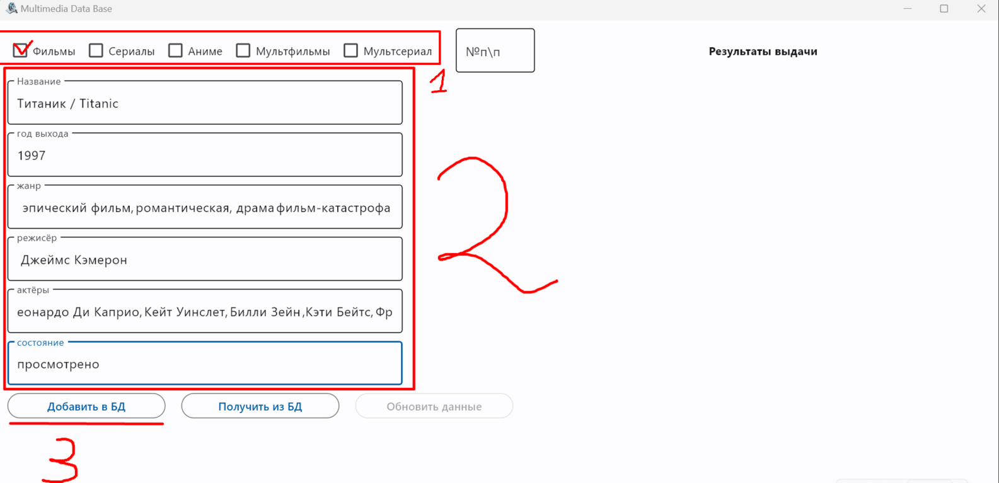 Multimedia Data Base
Фильмы Сериалы Аниме Мультфильмы Мультсериал
№п\п
Результаты выдачи
1
Название
Титаник / Titanic
год выхода
1997
жанр
эпический фильм, романтическая, драма фильм-катастрофа
2
режисёр
Джеймс Кэмерон
актёры
еонардо Ди Каприо, Кейт Уинслет, Билли Зейн ,Кэти Бейтс, Фр
состояние
просмотрено
Добавить в БД Получить из БД Обновить данные
3